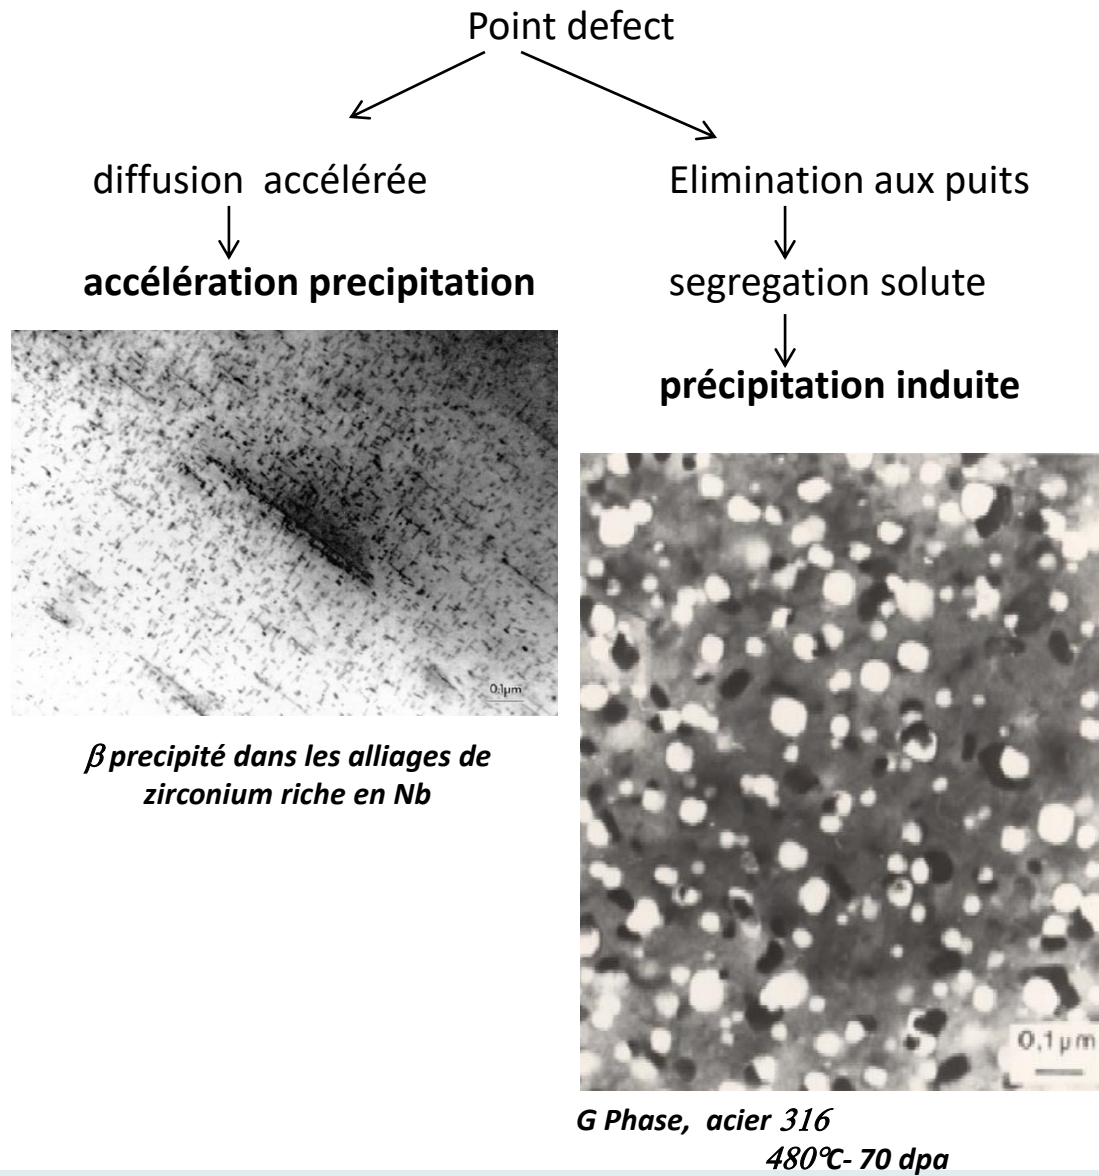 Point defect
diffusion accélérée
Elimination aux puits
accélération precipitation
segregation solute
précipitation induite
0.1µm
β precipité dans les alliages de
zirconium riche en Nb
0,1 µm
G Phase, acier 316
480°C- 70 dpa